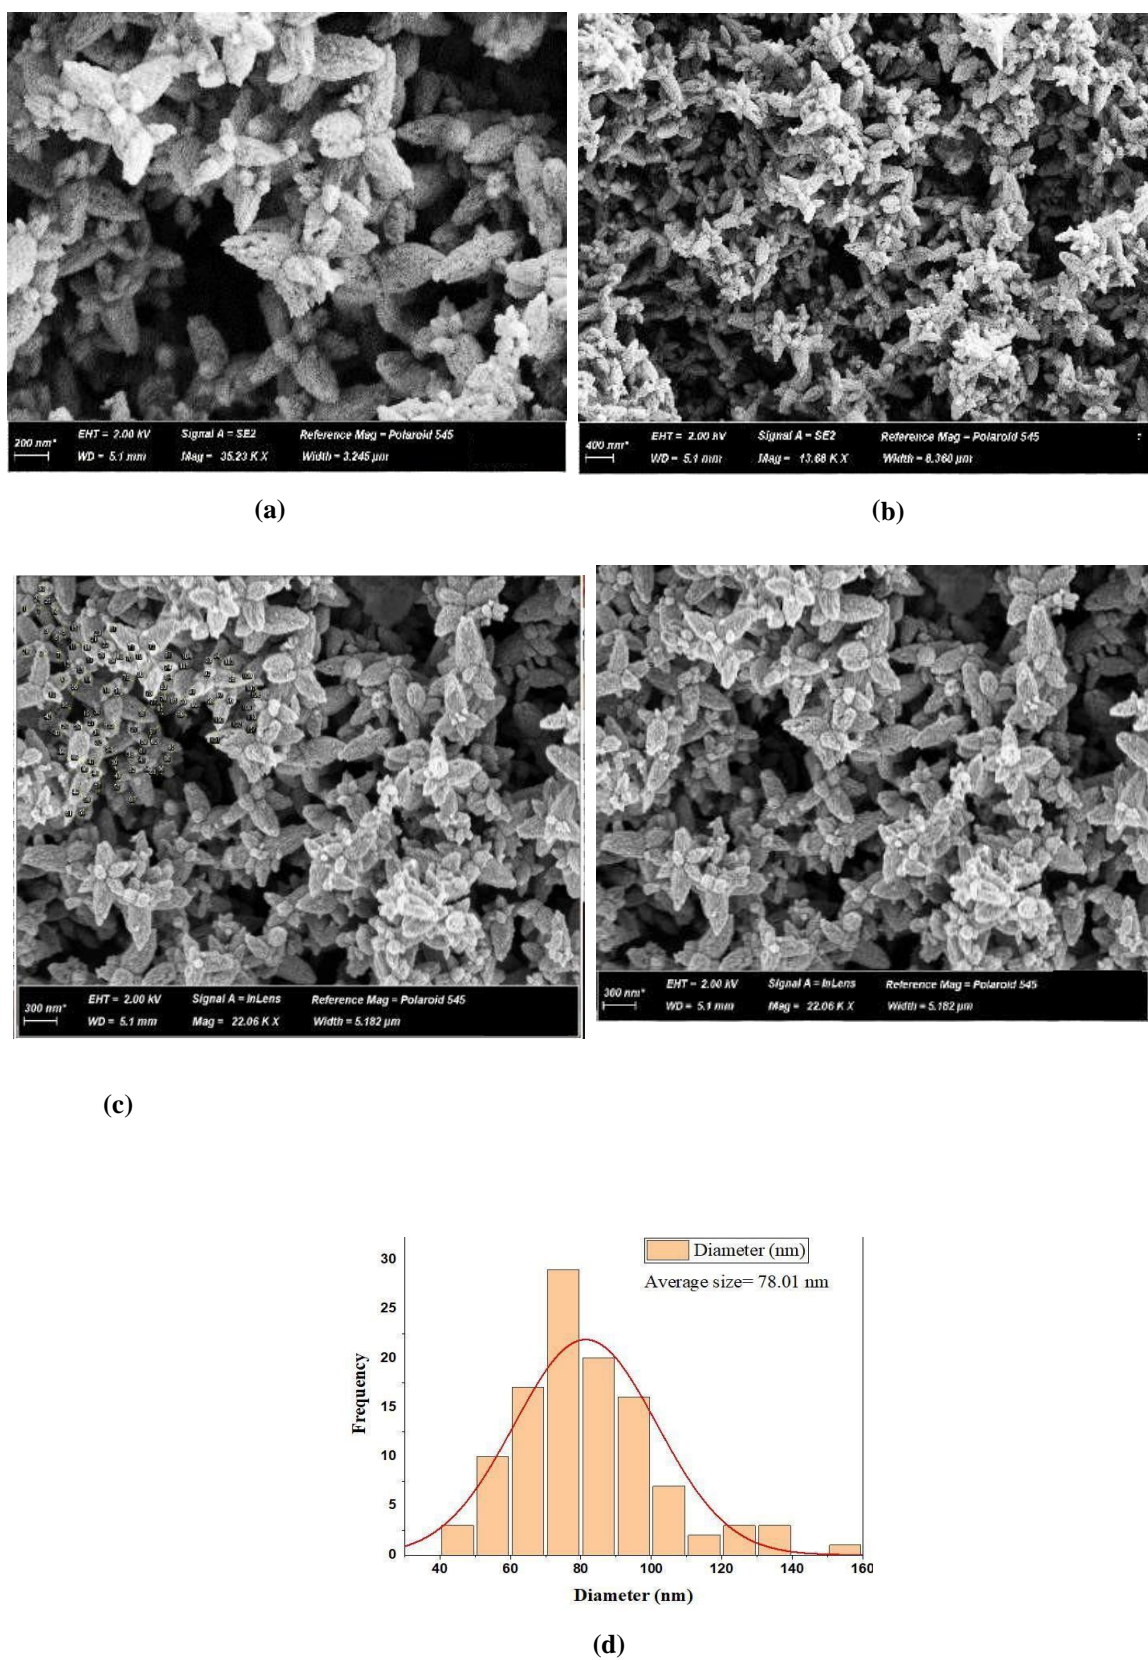 200 nm*
EHT = 2.00 kV Signal A = SE2 Reference Mag = Polaroid 545
WD = 5.1 mm Mag = 35.23 K X Width = 3.245 µm
400 nm*
EHT = 2.00 kV Signal A = SE2 Reference Mag = Polaroid 545
WD = 5.1 mm Mag = 13.68 K X Width = 8.360 µm
(a)
(b)
300 nm*
EHT = 2.00 kV Signal A = InLens Reference Mag = Polaroid 545
WD = 5.1 mm Mag = 22.06 K X Width = 5.182 µm
300 nm*
EHT = 2.00 kV Signal A = InLens Reference Mag = Polaroid 545
WD = 5.1 mm Mag = 22.06 K X Width = 5.182 µm
(c)
Diameter (nm)
Average size= 78.01 nm
30
25
20
15
10
5
0
Frequency
40 60 80 100 120 140 160
Diameter (nm)
(d)